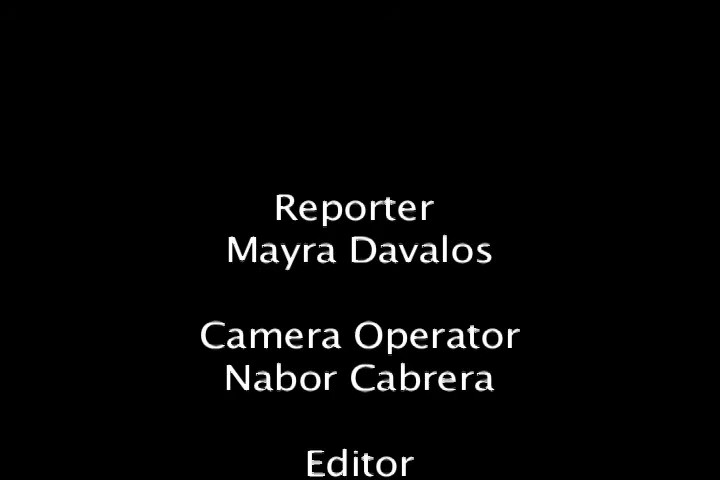 Reporter
Mayra Davalos
Camera Operator
Nabor Cabrera
Editor